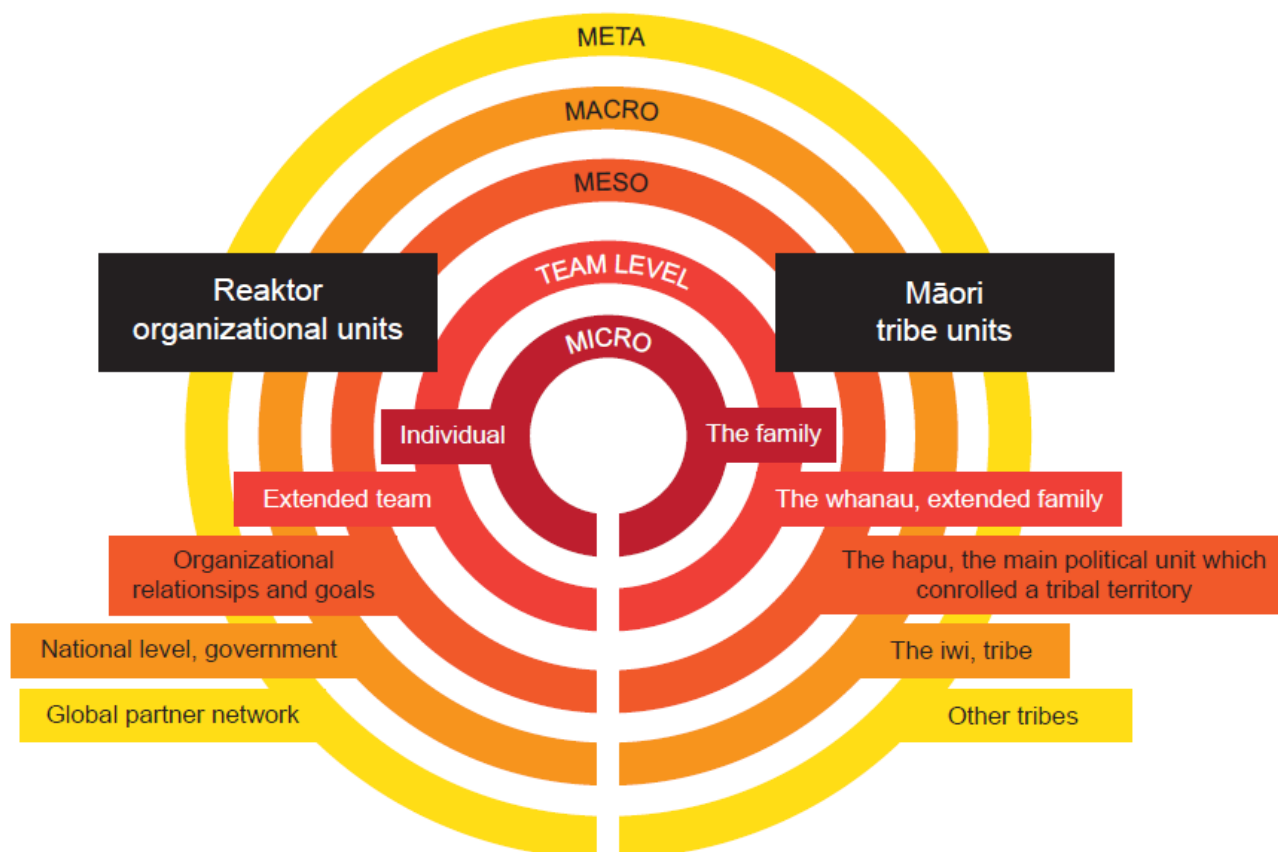 META
MACRO
MESO
TEAM LEVEL
MICRO
Reaktor
organizational units
Māori
tribe units
Individual
The family
Extended team
The whanau, extended family
Organizational
relationsips and goals
The hapu, the main political unit which
conrolled a tribal territory
National level, government
The iwi, tribe
Global partner network
Other tribes